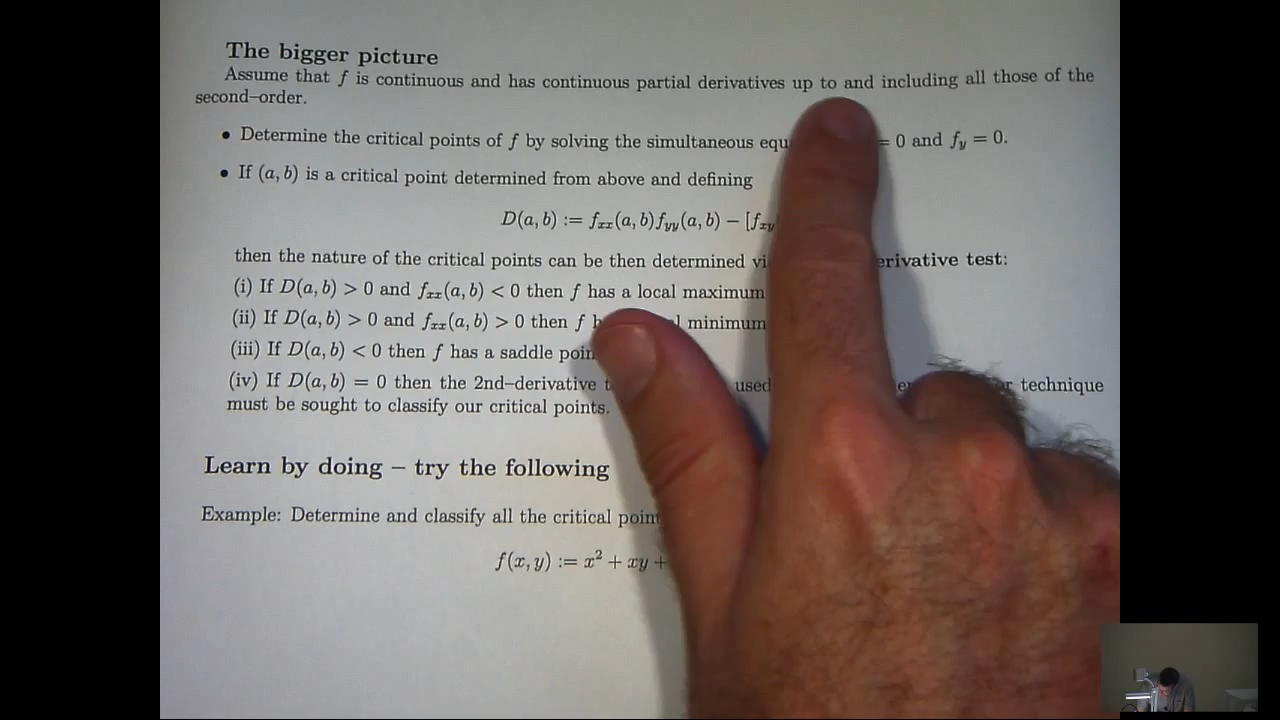 The bigger picture
Assume that f is continuous and has continuous partial derivatives up to and including all those of the
second–order.
• Determine the critical points of f by solving the simultaneous equ = 0 and f_y = 0.
• If (a, b) is a critical point determined from above and defining
D(a, b) := f_xx(a, b)f_yy(a, b) − [f_xy
then the nature of the critical points can be then determined vi erivative test:
(i) If D(a, b) > 0 and f_xx(a, b) < 0 then f has a local maximum
(ii) If D(a, b) > 0 and f_xx(a, b) > 0 then f h l minimum
(iii) If D(a, b) < 0 then f has a saddle poin
(iv) If D(a, b) = 0 then the 2nd–derivative t used technique
must be sought to classify our critical points.
Learn by doing – try the following
Example: Determine and classify all the critical point
f(x, y) := x² + xy +